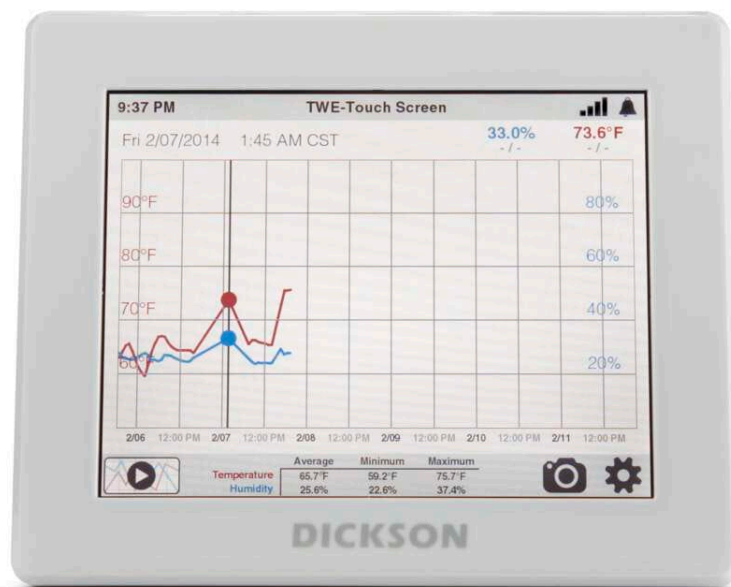 9:37 PM TWE-Touch Screen
Fri 2/07/2014 1:45 AM CST 33.0% 73.6°F
- / - - / -
90°F 80%
80°F 60%
70°F 40%
60°F 20%
2/06 12:00 PM 2/07 12:00 PM 2/08 12:00 PM 2/09 12:00 PM 2/10 12:00 PM 2/11 12:00 PM
Average Minimum Maximum
Temperature 65.7°F 59.2°F 75.7°F
Humidity 25.6% 22.6% 37.4%
DICKSON